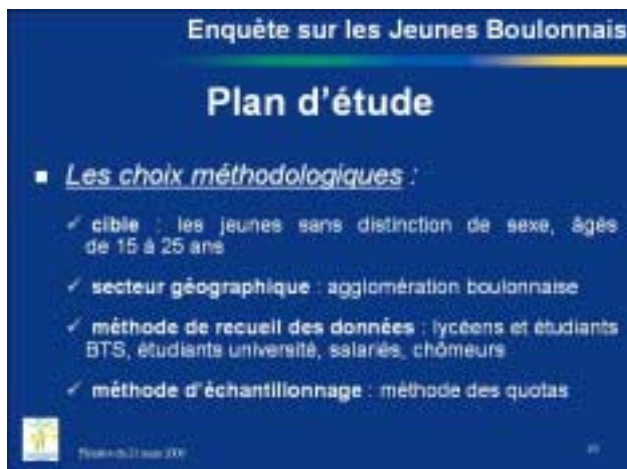 Enquête sur les Jeunes Boulonnais
Plan d'étude
Les choix méthodologiques :
cible : les jeunes sans distinction de sexe, âgés
de 15 à 25 ans
secteur géographique : agglomération boulonnaise
méthode de recueil des données : lycéens et étudiants
BTS, étudiants université, salariés, chômeurs
méthode d'échantillonnage : méthode des quotas